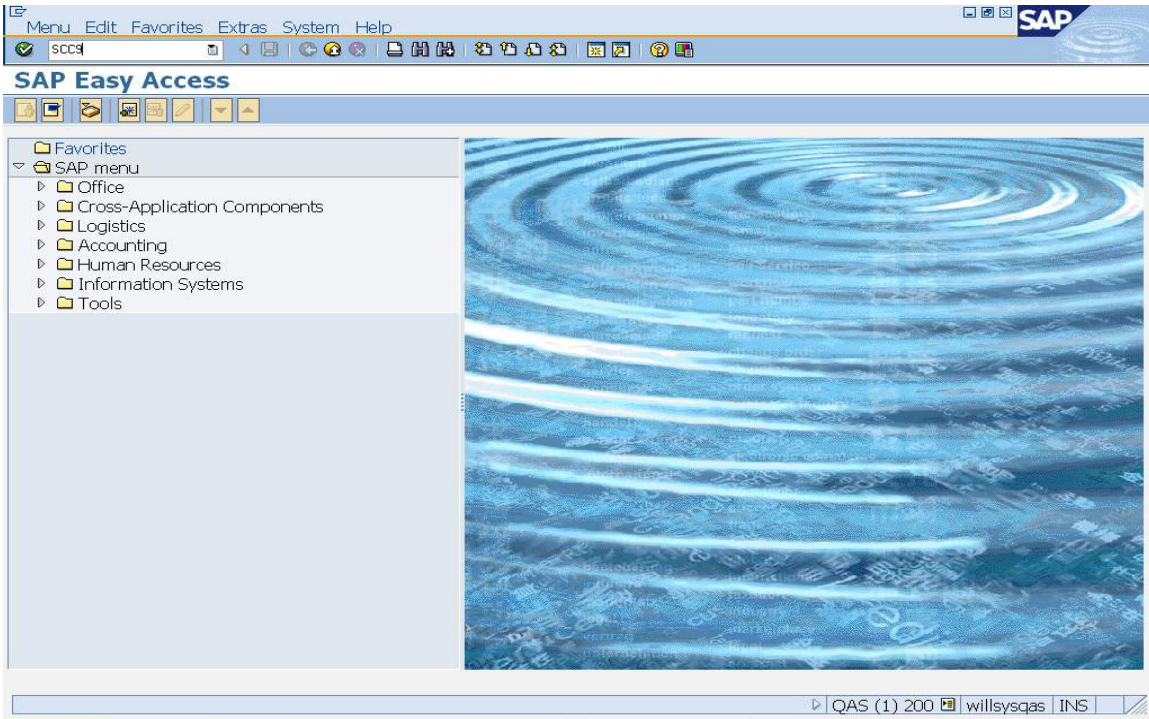 Menu Edit Favorites Extras System Help
SAP
SCC9
SAP Easy Access
Favorites
SAP menu
Office
Cross-Application Components
Logistics
Accounting
Human Resources
Information Systems
Tools
QAS (1) 200 willsysqas INS